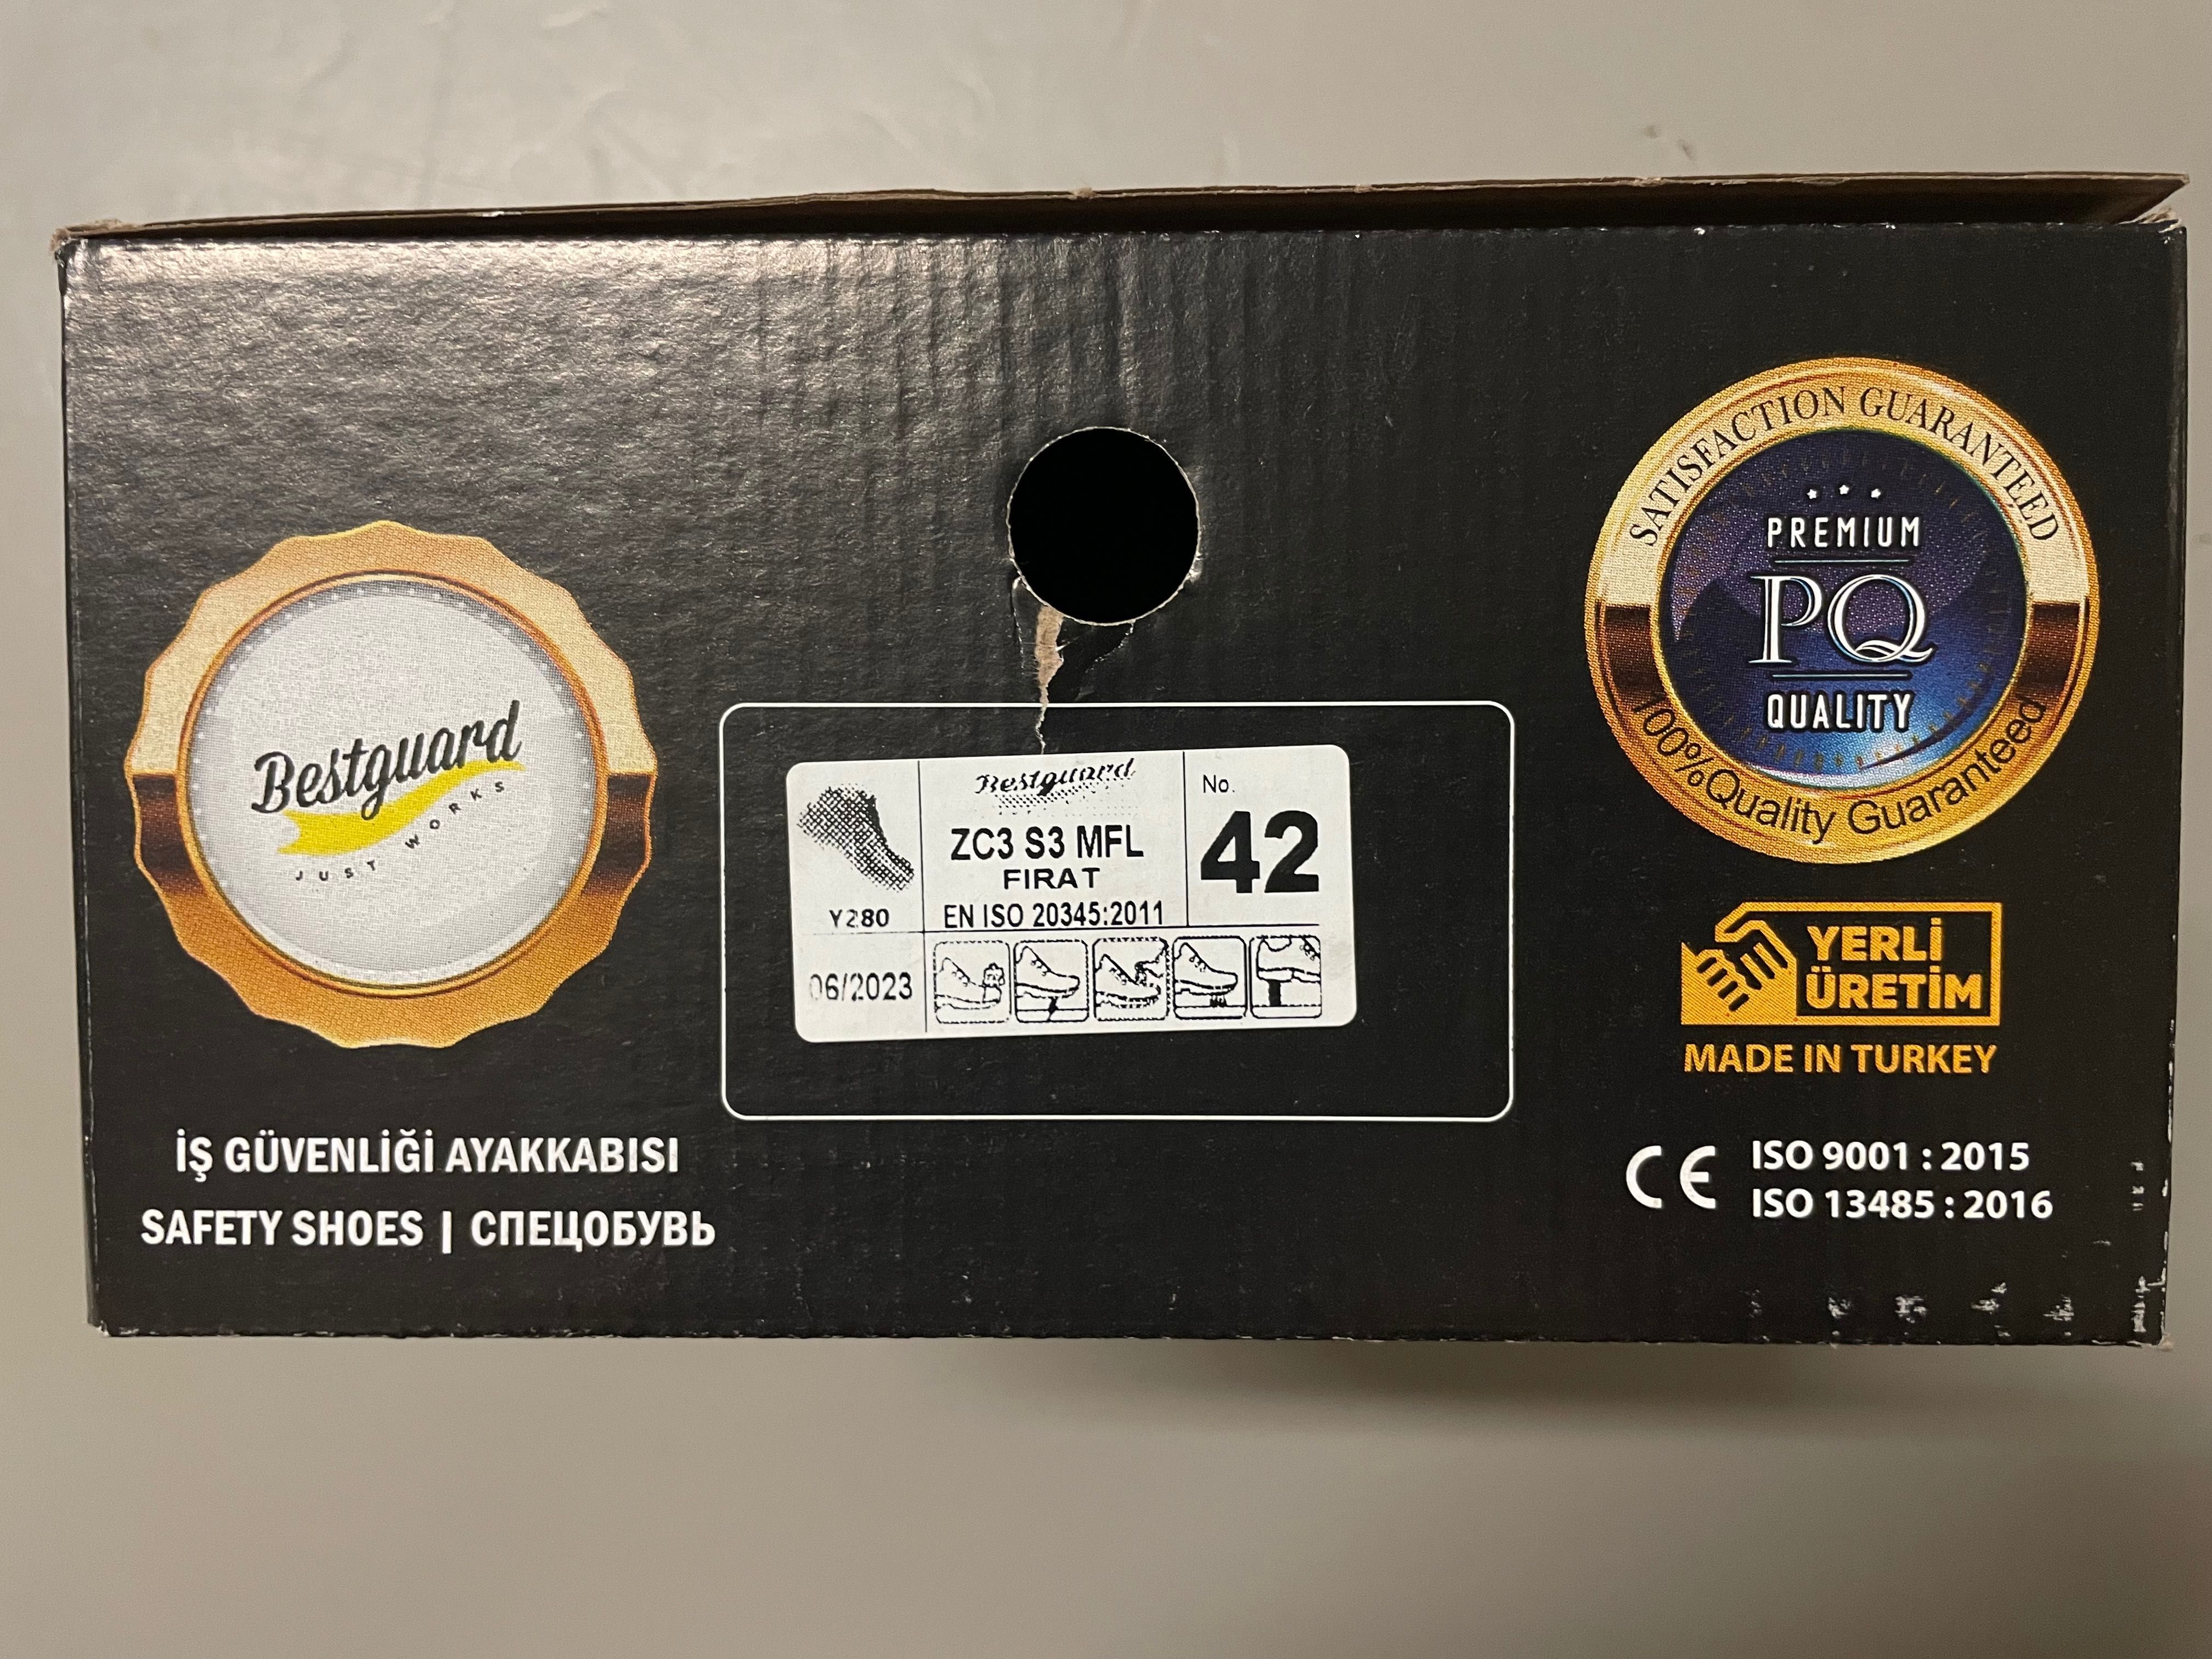 Bestguard
JUST WORKS
İŞ GÜVENLİĞİ AYAKKABISI
SAFETY SHOES | СПЕЦОБУВЬ
Bestguard
ZC3 S3 MFL
FIRAT
EN ISO 20345:2011
No.
42
Y280
06/2023
SATISFACTION GUARANTEED
PREMIUM
PQ
QUALITY
100% Quality Guaranteed
YERLİ
ÜRETİM
MADE IN TURKEY
CE
ISO 9001 : 2015
ISO 13485 : 2016